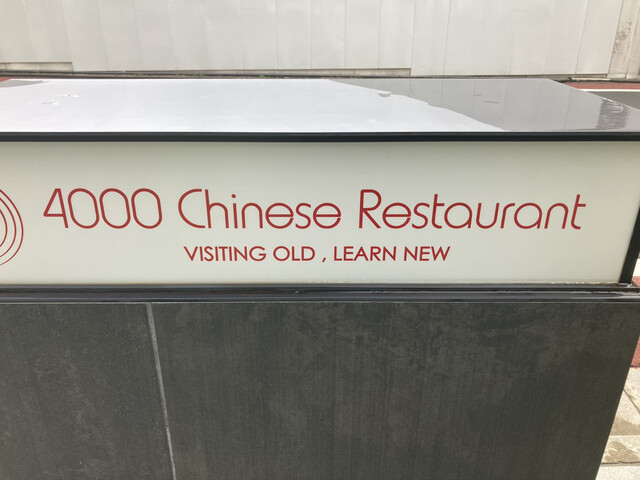 4000 Chinese Restaurant
VISITING OLD , LEARN NEW